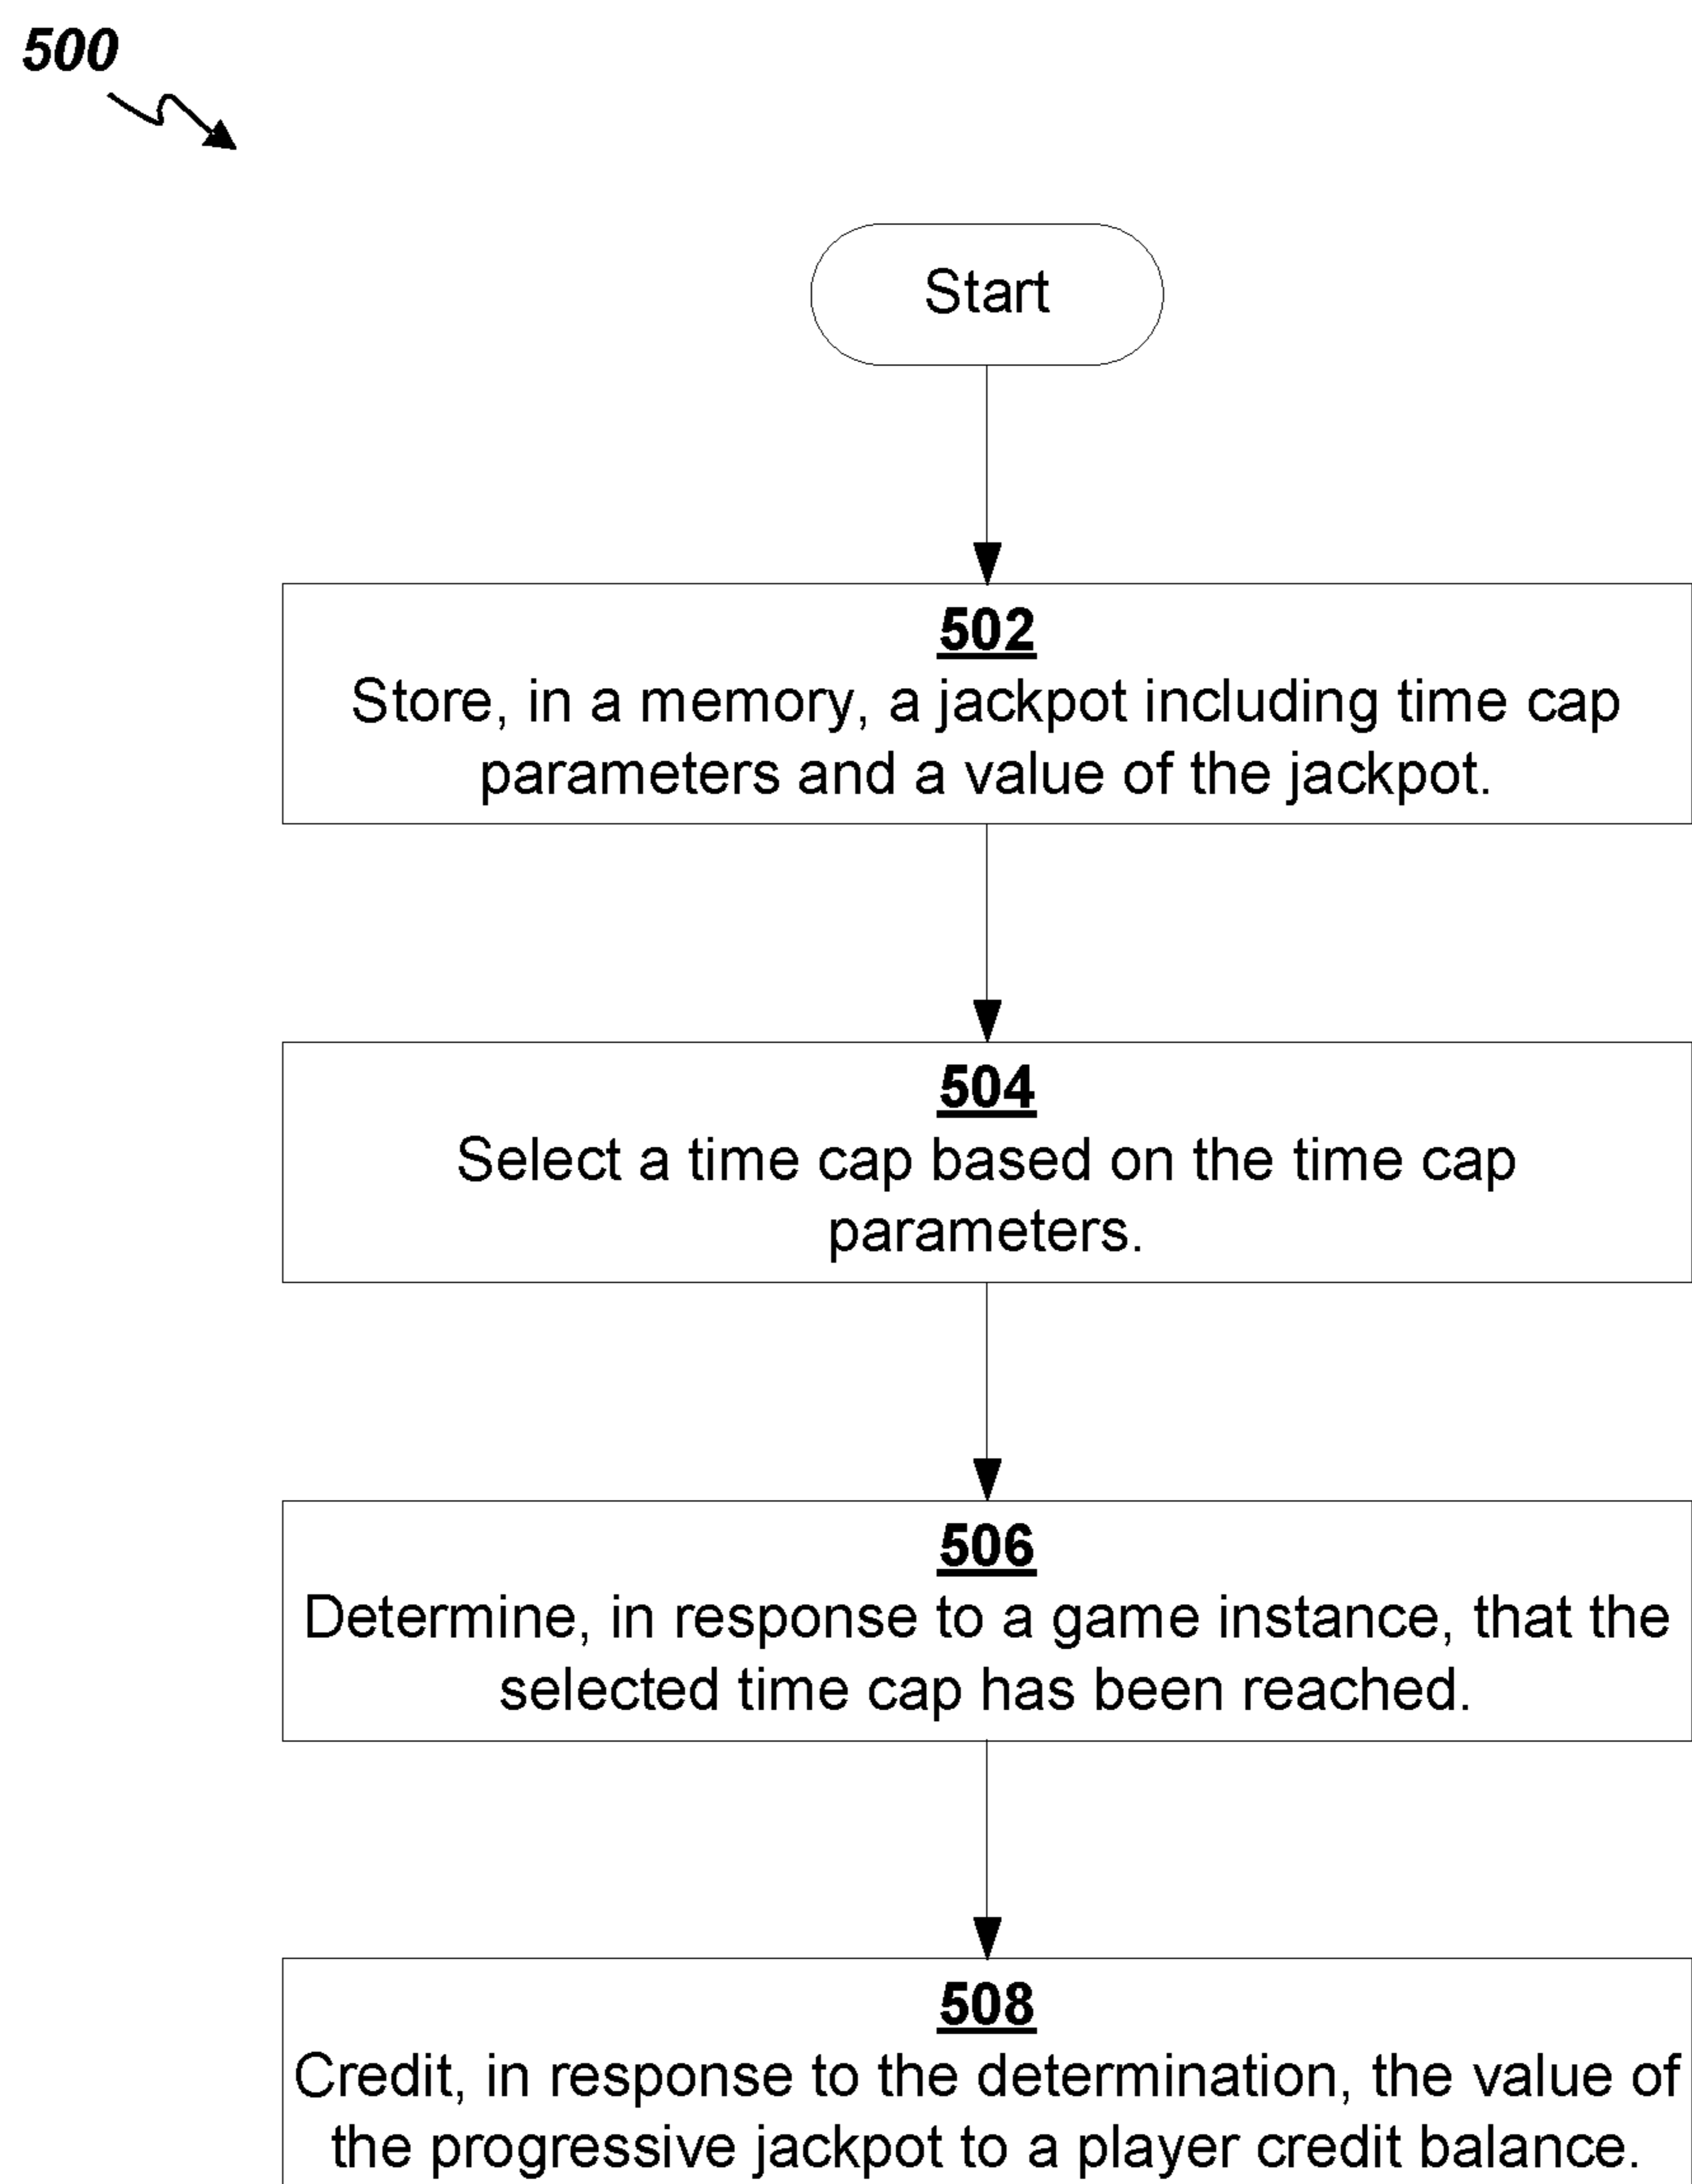 500
Start
502
Store, in a memory, a jackpot including time cap
parameters and a value of the jackpot.
504
Select a time cap based on the time cap
parameters.
506
Determine, in response to a game instance, that the
selected time cap has been reached.
508
Credit, in response to the determination, the value of
the progressive jackpot to a player credit balance.